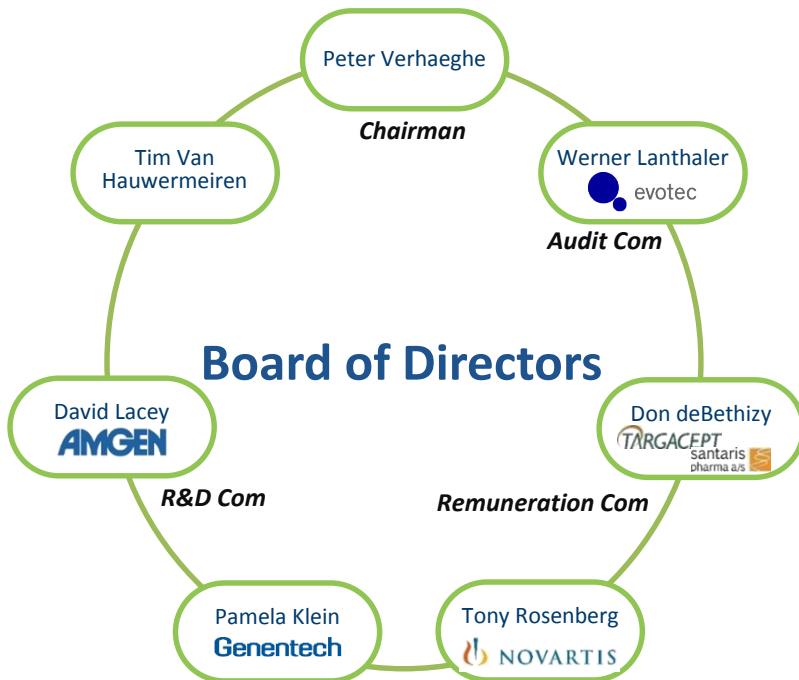 Peter Verhaeghe
Chairman
Tim Van
Hauwermeiren
Werner Lanthaler
evotec
Audit Com
Board of Directors
David Lacey
AMGEN
R&D Com
Don deBethizy
TARGACEPT
santaris
pharma a/s
Remuneration Com
Pamela Klein
Genentech
Tony Rosenberg
NOVARTIS